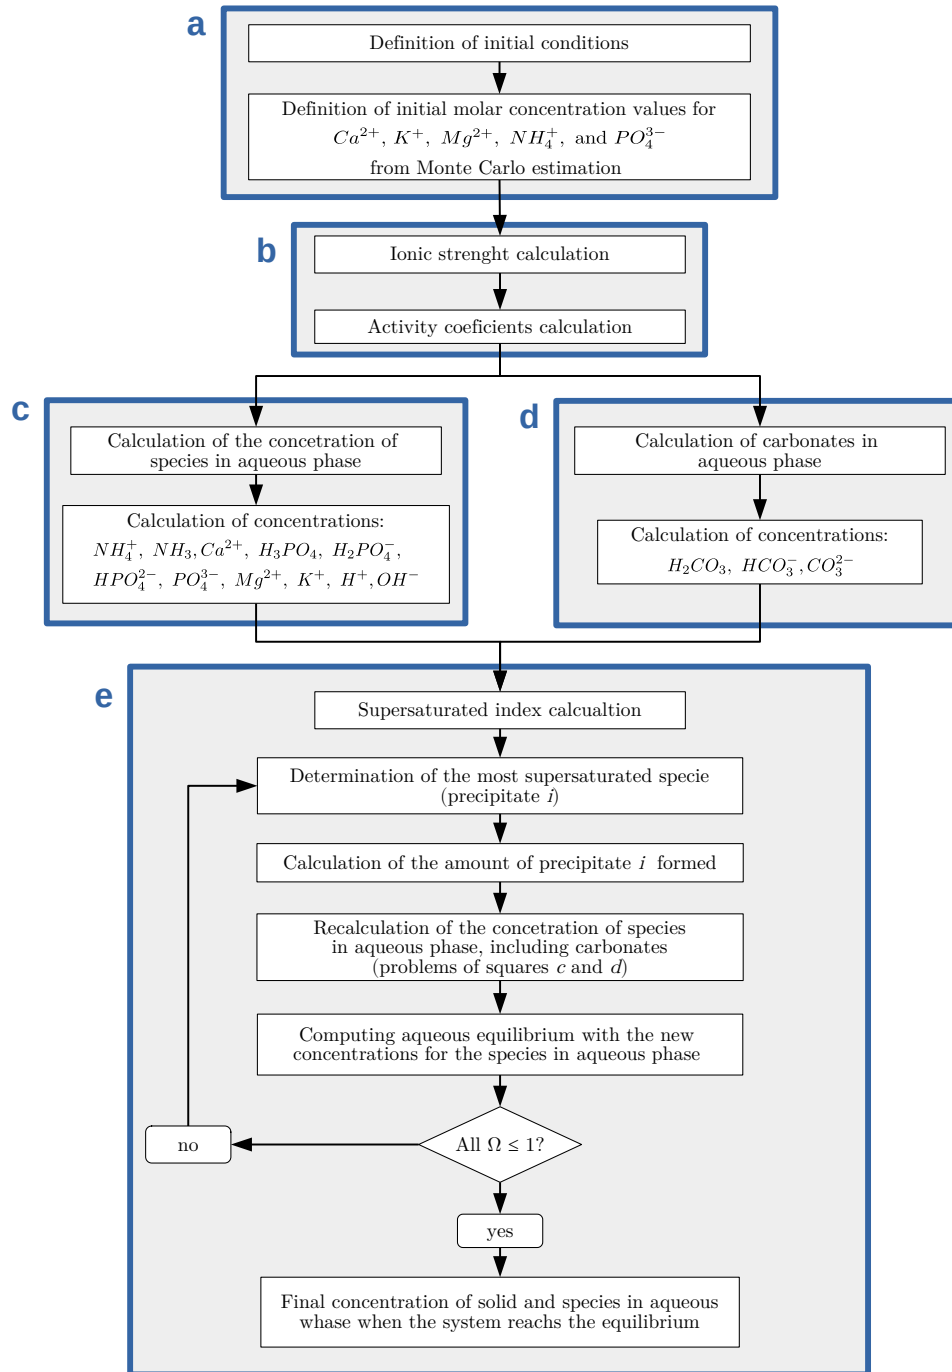 a
Definition of initial conditions
Definition of initial molar concentration values for
Ca²⁺, K⁺, Mg²⁺, NH₄⁺, and PO₄³⁻
from Monte Carlo estimation
b
Ionic strenght calculation
Activity coeficients calculation
c
Calculation of the concetration of
species in aqueous phase
Calculation of concentrations:
NH₄⁺, NH₃, Ca²⁺, H₃PO₄, H₂PO₄⁻,
HPO₄²⁻, PO₄³⁻, Mg²⁺, K⁺, H⁺, OH⁻
d
Calculation of carbonates in
aqueous phase
Calculation of concentrations:
H₂CO₃, HCO₃⁻, CO₃²⁻
e
Supersaturated index calcualtion
Determination of the most supersaturated specie
(precipitate i)
Calculation of the amount of precipitate i formed
Recalculation of the concetration of species
in aqueous phase, including carbonates
(problems of squares c and d)
Computing aqueous equilibrium with the new
concentrations for the species in aqueous phase
All Ω ≤ 1?
no
yes
Final concentration of solid and species in aqueous
whase when the system reachs the equilibrium